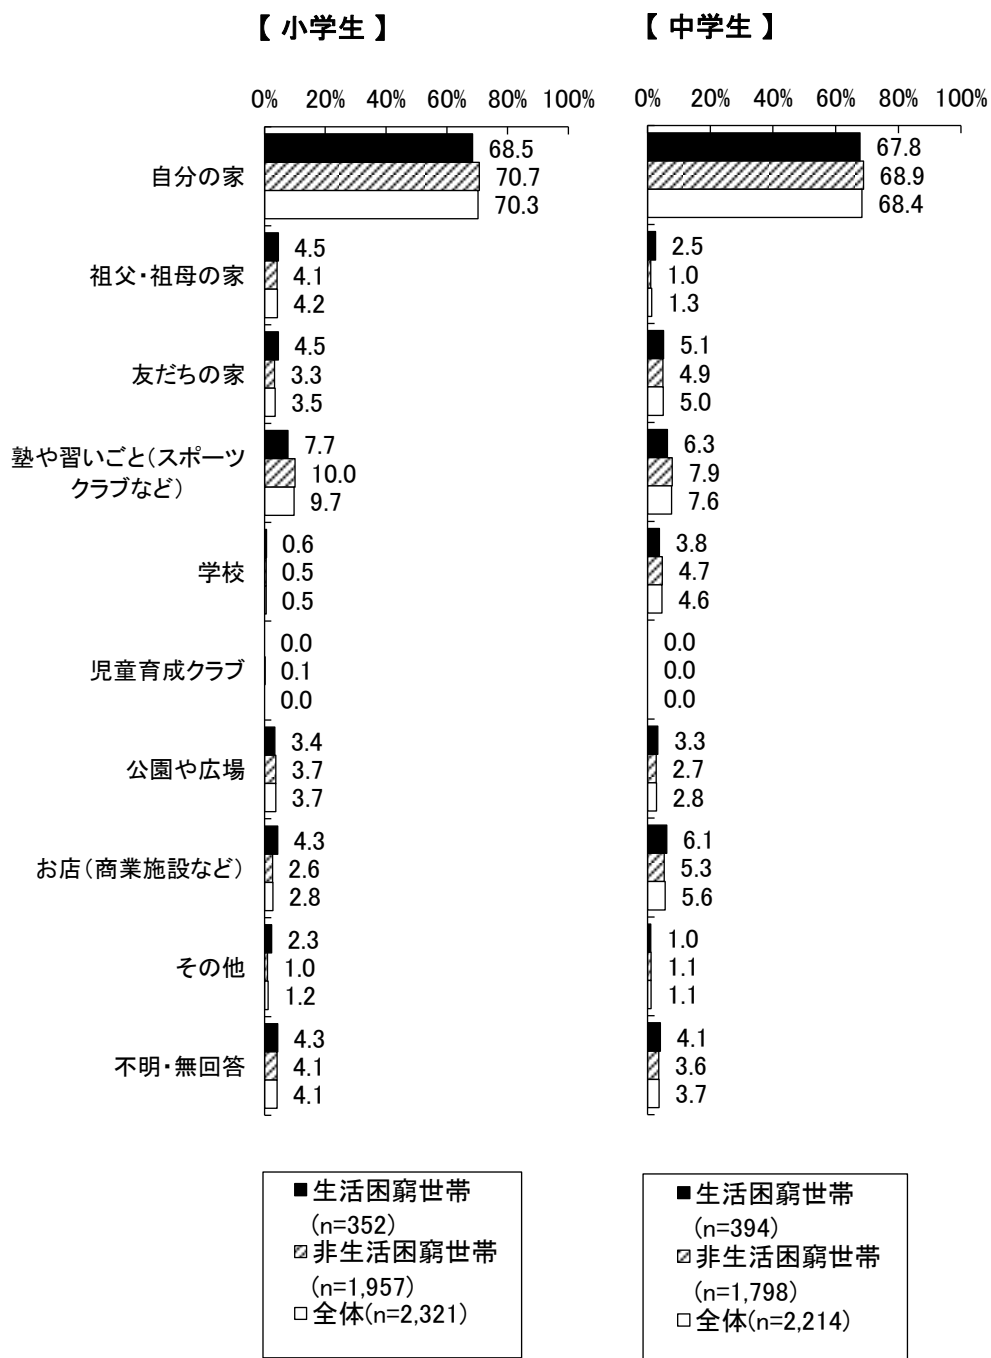 【 小学生 】
【 中学生 】
0% 20% 40% 60% 80% 100%
0% 20% 40% 60% 80% 100%
自分の家
68.5
70.7
70.3
67.8
68.9
68.4
祖父・祖母の家
4.5
4.1
4.2
2.5
1.0
1.3
友だちの家
4.5
3.3
3.5
5.1
4.9
5.0
塾や習いごと(スポーツ
クラブなど)
7.7
10.0
9.7
6.3
7.9
7.6
学校
0.6
0.5
0.5
3.8
4.7
4.6
児童育成クラブ
0.0
0.1
0.0
0.0
0.0
0.0
公園や広場
3.4
3.7
3.7
3.3
2.7
2.8
お店(商業施設など)
4.3
2.6
2.8
6.1
5.3
5.6
その他
2.3
1.0
1.2
1.0
1.1
1.1
不明・無回答
4.3
4.1
4.1
4.1
3.6
3.7
生活困窮世帯
(n=352)
非生活困窮世帯
(n=1,957)
全体(n=2,321)
生活困窮世帯
(n=394)
非生活困窮世帯
(n=1,798)
全体(n=2,214)